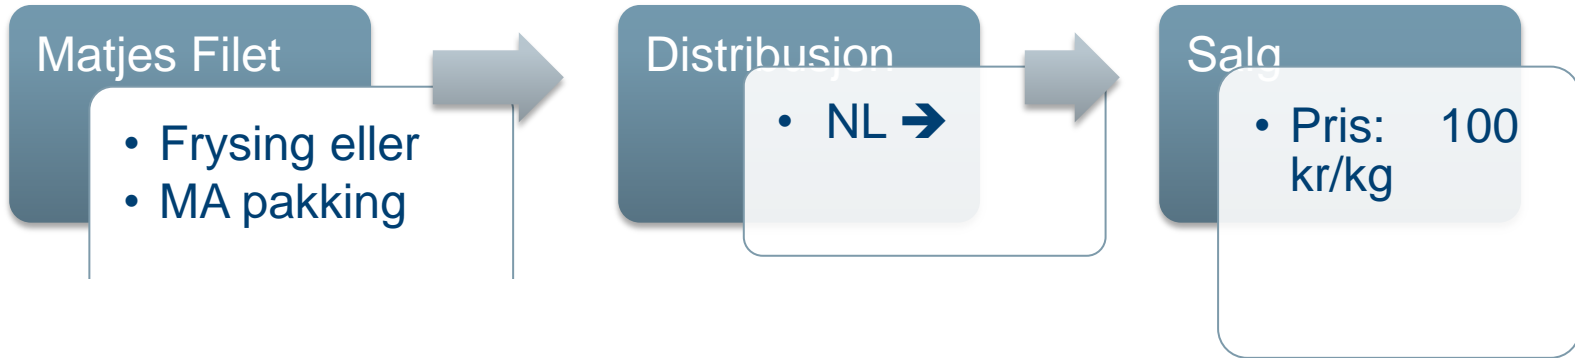 Matjes Filet
• Frysing eller
• MA pakking
Distribusjon
• NL ➔
Salg
• Pris: 100
kr/kg